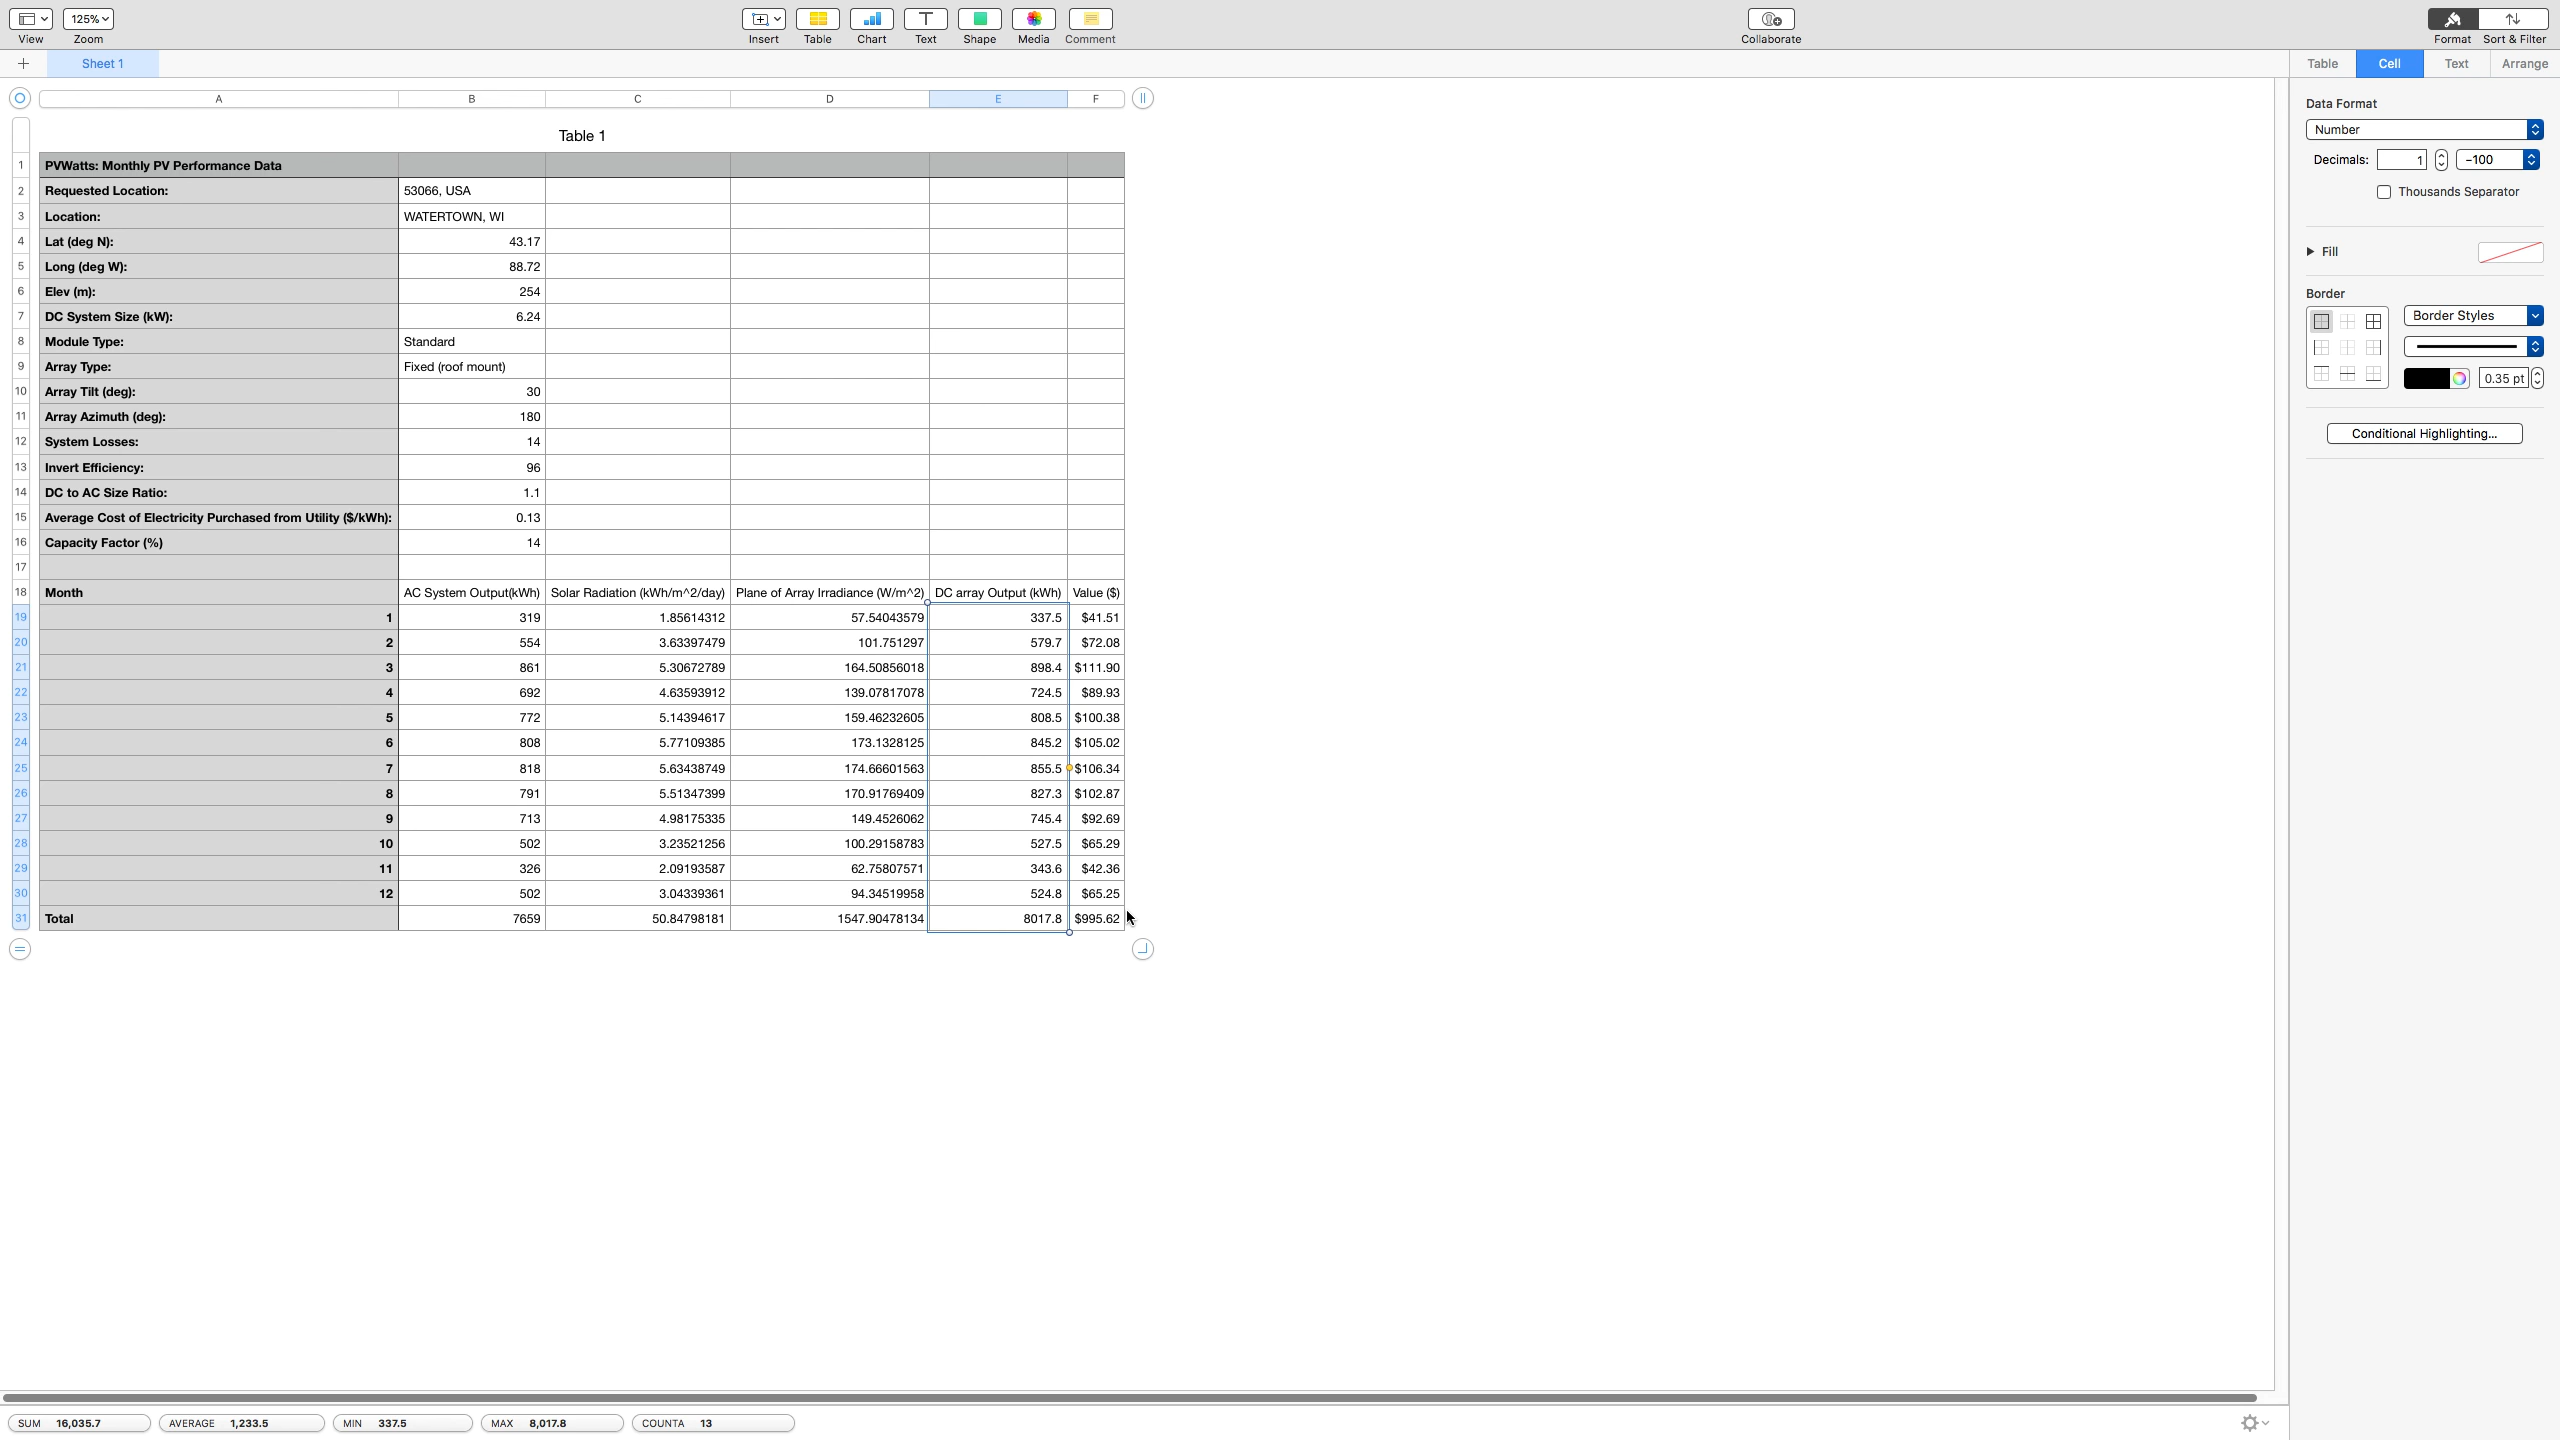 View 125% Zoom Insert Table Chart Text Shape Media Comment Collaborate Format Sort & Filter
Sheet 1 Table Cell Text Arrange
A B C D E F
Table 1
1 PVWatts: Monthly PV Performance Data
2 Requested Location: 53066, USA
3 Location: WATERTOWN, WI
4 Lat (deg N): 43.17
5 Long (deg W): 88.72
6 Elev (m): 254
7 DC System Size (kW): 6.24
8 Module Type: Standard
9 Array Type: Fixed (roof mount)
10 Array Tilt (deg): 30
11 Array Azimuth (deg): 180
12 System Losses: 14
13 Invert Efficiency: 96
14 DC to AC Size Ratio: 1.1
15 Average Cost of Electricity Purchased from Utility ($/kWh): 0.13
16 Capacity Factor (%) 14
17
18 Month AC System Output(kWh) Solar Radiation (kWh/m^2/day) Plane of Array Irradiance (W/m^2) DC array Output (kWh) Value ($)
19 1 319 1.85614312 57.54043579 337.5 $41.51
20 2 554 3.63397479 101.751297 579.7 $72.08
21 3 861 5.30672789 164.50856018 898.4 $111.90
22 4 692 4.63593912 139.07817078 724.5 $89.93
23 5 772 5.14394617 159.46232605 808.5 $100.38
24 6 808 5.77109385 173.1328125 845.2 $105.02
25 7 818 5.63438749 174.66601563 855.5 $106.34
26 8 791 5.51347399 170.91769409 827.3 $102.87
27 9 713 4.98175335 149.4526062 745.4 $92.69
28 10 502 3.23521256 100.29158783 527.5 $65.29
29 11 326 2.09193587 62.75807571 343.6 $42.36
30 12 502 3.04339361 94.34519958 524.8 $65.25
31 Total 7659 50.84798181 1547.90478134 8017.8 $995.62
Data Format
Number
Decimals: 1 -100
Thousands Separator
Fill
Border
Border Styles
0.35 pt
Conditional Highlighting...
SUM 16,035.7 AVERAGE 1,233.5 MIN 337.5 MAX 8,017.8 COUNTA 13